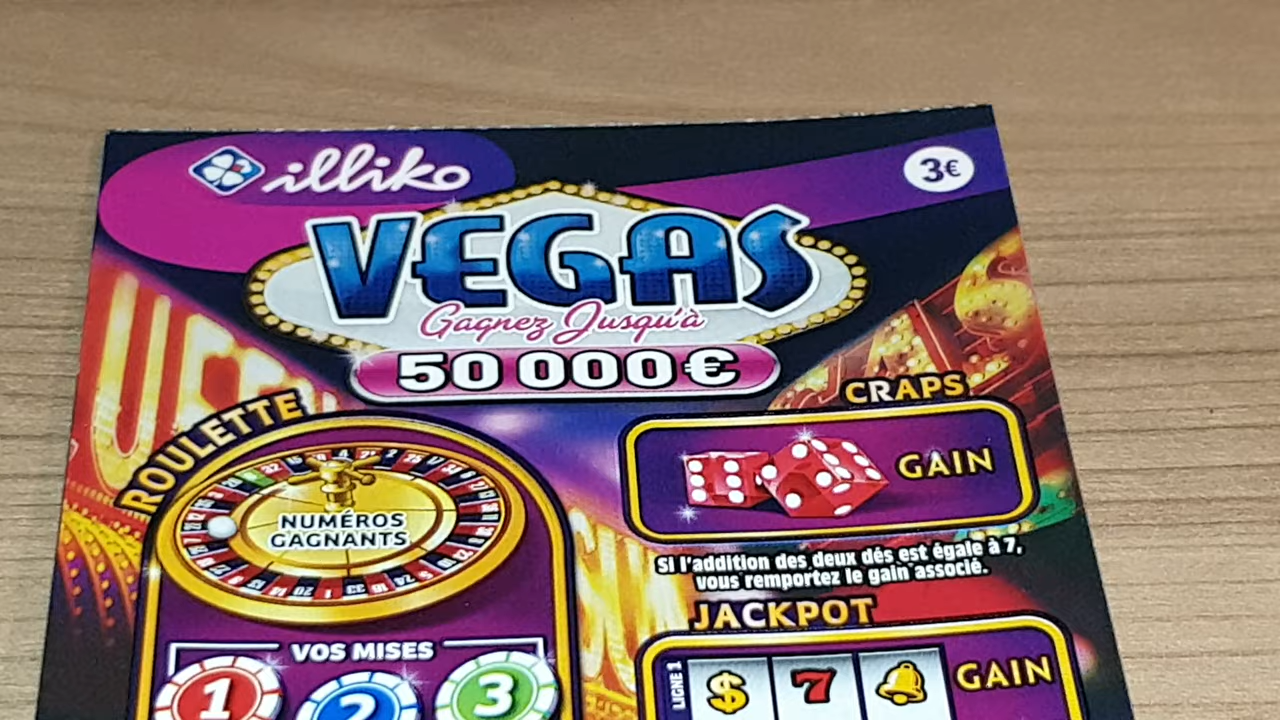 illiko
3€
VEGAS
Gagnez Jusqu'à
50 000 €
ROULETTE
NUMÉROS
GAGNANTS
VOS MISES
1 2 3
CRAPS
GAIN
Si l'addition des deux dés est égale à 7,
vous remportez le gain associé.
JACKPOT
LIGNE 1
$ 7
GAIN